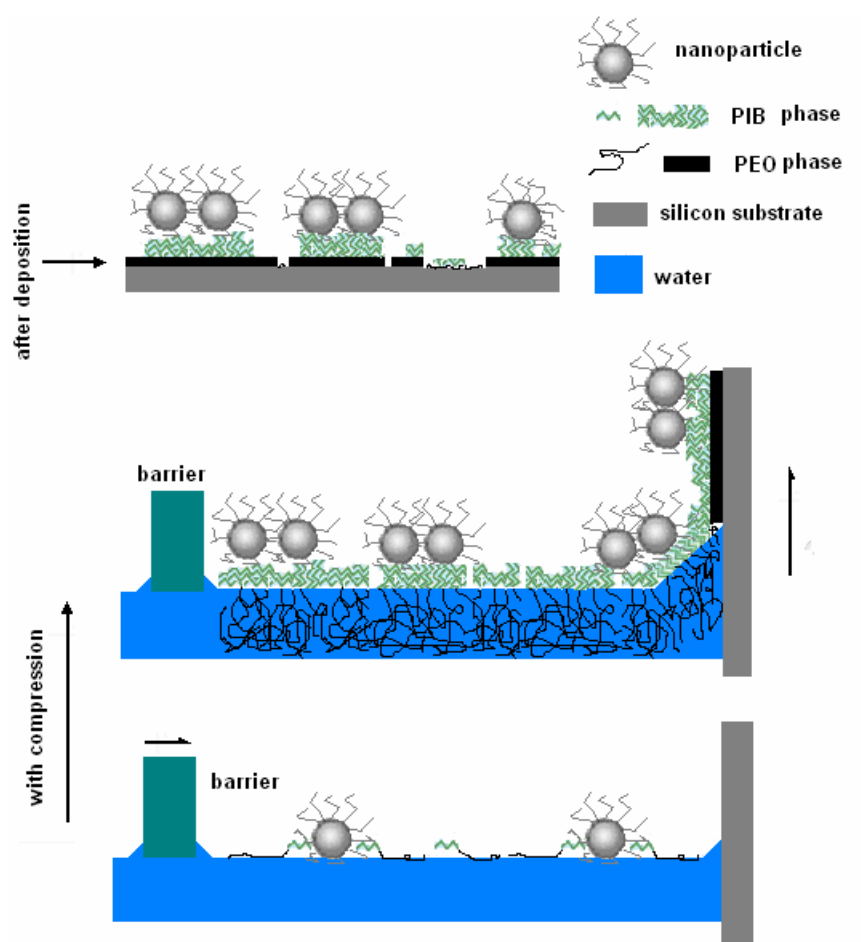 nanoparticle
PIB phase
PEO phase
silicon substrate
water
after deposition
barrier
with compression
barrier